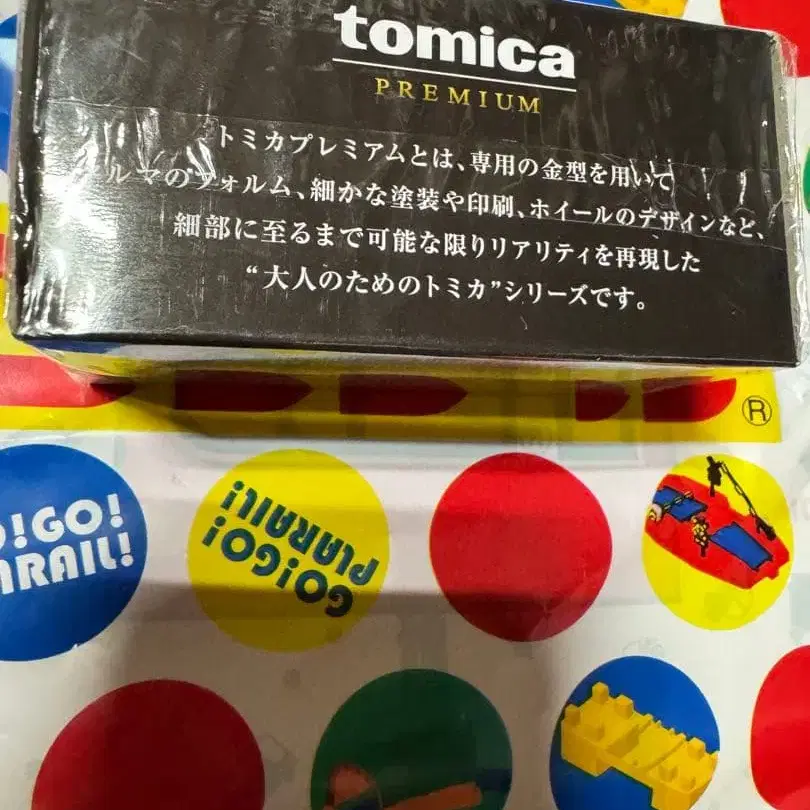 tomica
PREMIUM
トミカプレミアムとは、専用の金型を用いて
ルマのフォルム、細かな塗装や印刷、ホイールのデザインなど、
細部に至るまで可能な限りリアリティを再現した
“大人のためのトミカ”シリーズです。
®
!GO!
ARAIL!
GO!GO!
PLARAIL!